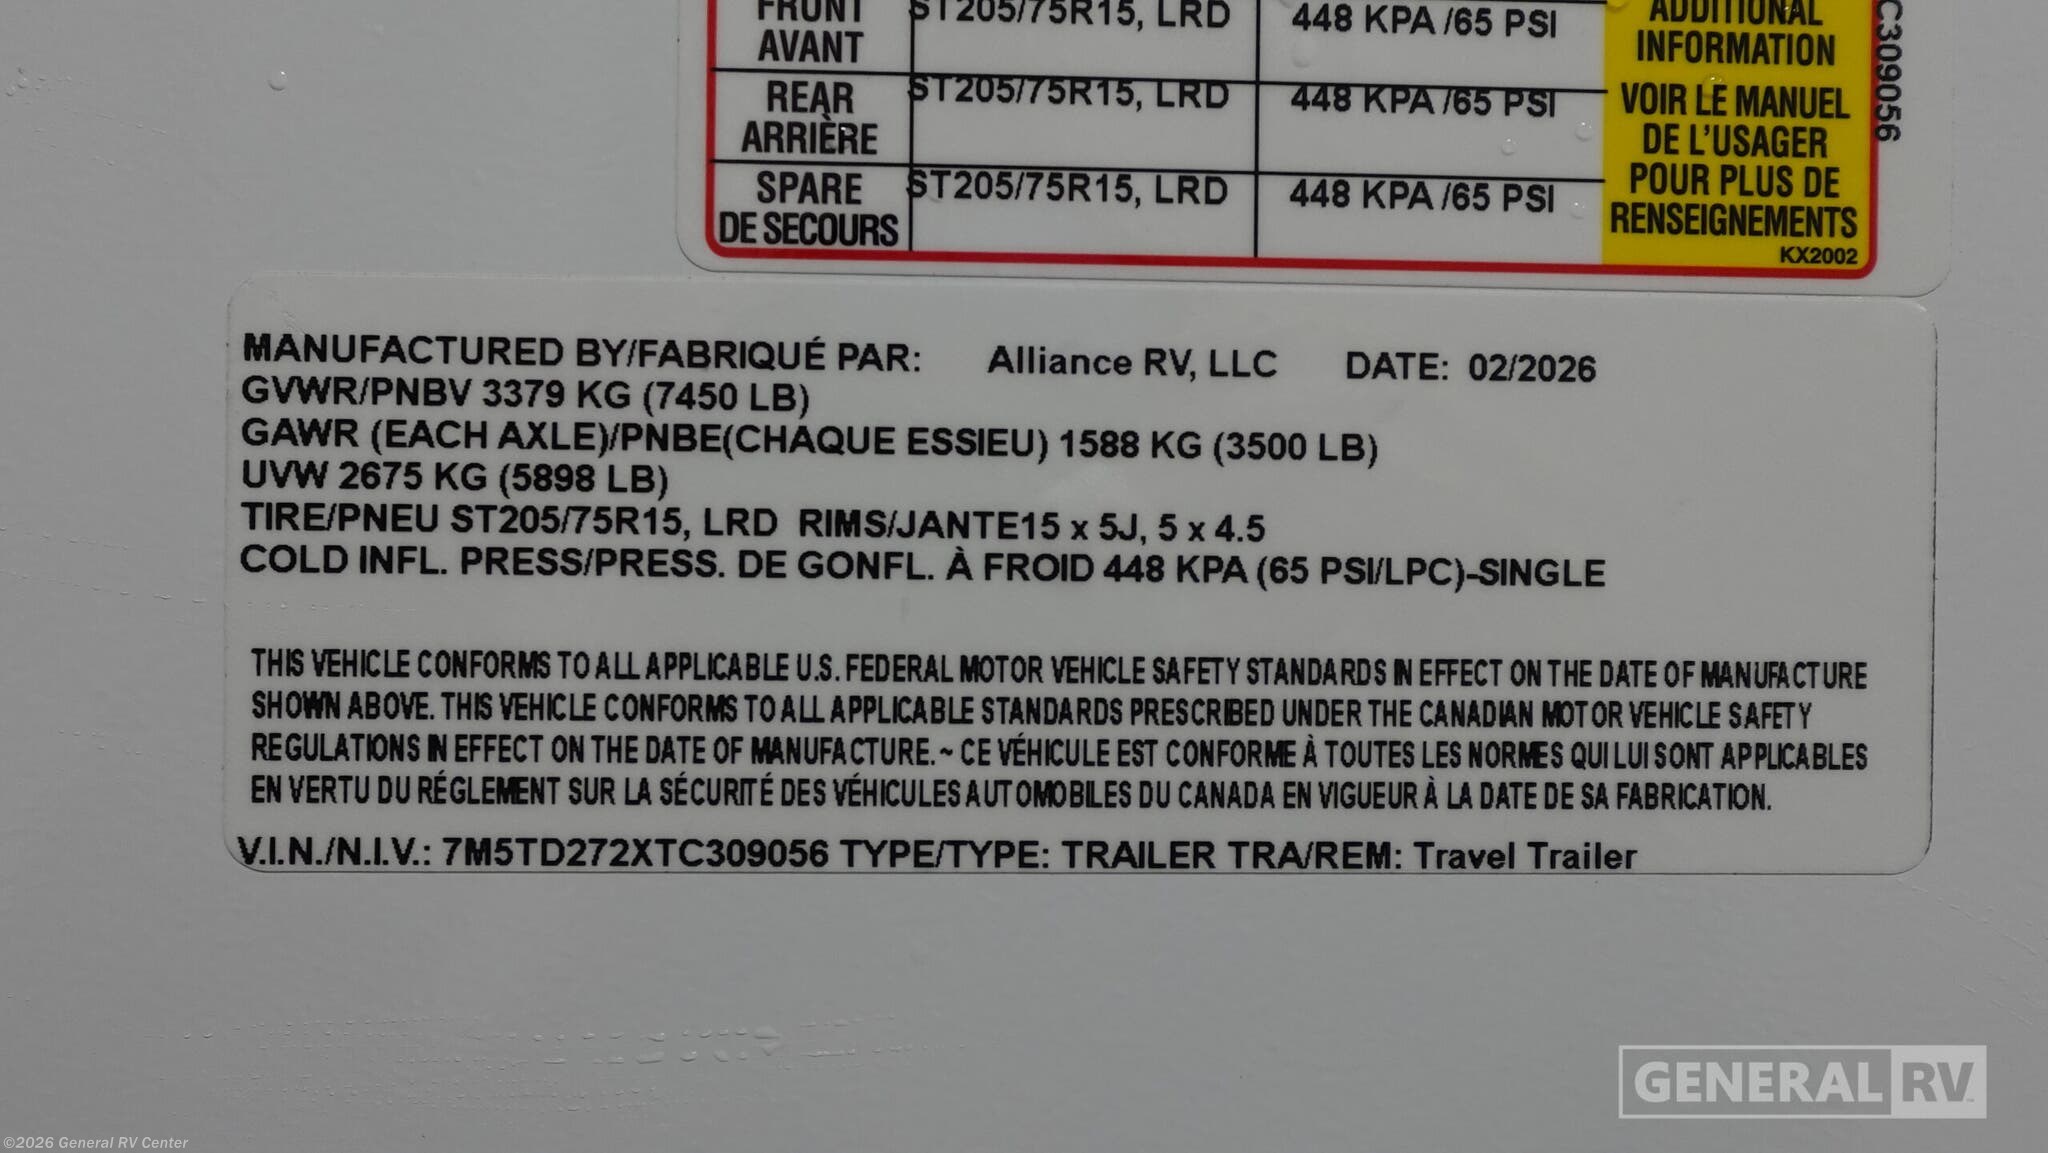 FRONT ST205/75R15, LRD 448 KPA /65 PSI ADDITIONAL
AVANT INFORMATION
REAR ST205/75R15, LRD 448 KPA /65 PSI VOIR LE MANUEL
ARRIÈRE DE L'USAGER
SPARE ST205/75R15, LRD 448 KPA /65 PSI POUR PLUS DE
DE SECOURS RENSEIGNEMENTS
KX2002
C309056
MANUFACTURED BY/FABRIQUÉ PAR: Alliance RV, LLC DATE: 02/2026
GVWR/PNBV 3379 KG (7450 LB)
GAWR (EACH AXLE)/PNBE(CHAQUE ESSIEU) 1588 KG (3500 LB)
UVW 2675 KG (5898 LB)
TIRE/PNEU ST205/75R15, LRD RIMS/JANTE15 x 5J, 5 x 4.5
COLD INFL. PRESS/PRESS. DE GONFL. À FROID 448 KPA (65 PSI/LPC)-SINGLE
THIS VEHICLE CONFORMS TO ALL APPLICABLE U.S. FEDERAL MOTOR VEHICLE SAFETY STANDARDS IN EFFECT ON THE DATE OF MANUFACTURE
SHOWN ABOVE. THIS VEHICLE CONFORMS TO ALL APPLICABLE STANDARDS PRESCRIBED UNDER THE CANADIAN MOTOR VEHICLE SAFETY
REGULATIONS IN EFFECT ON THE DATE OF MANUFACTURE. ~ CE VÉHICULE EST CONFORME À TOUTES LES NORMES QUI LUI SONT APPLICABLES
EN VERTU DU RÉGLEMENT SUR LA SÉCURITÉ DES VÉHICULES AUTOMOBILES DU CANADA EN VIGUEUR À LA DATE DE SA FABRICATION.
V.I.N./N.I.V.: 7M5TD272XTC309056 TYPE/TYPE: TRAILER TRA/REM: Travel Trailer
GENERAL RV
©2026 General RV Center